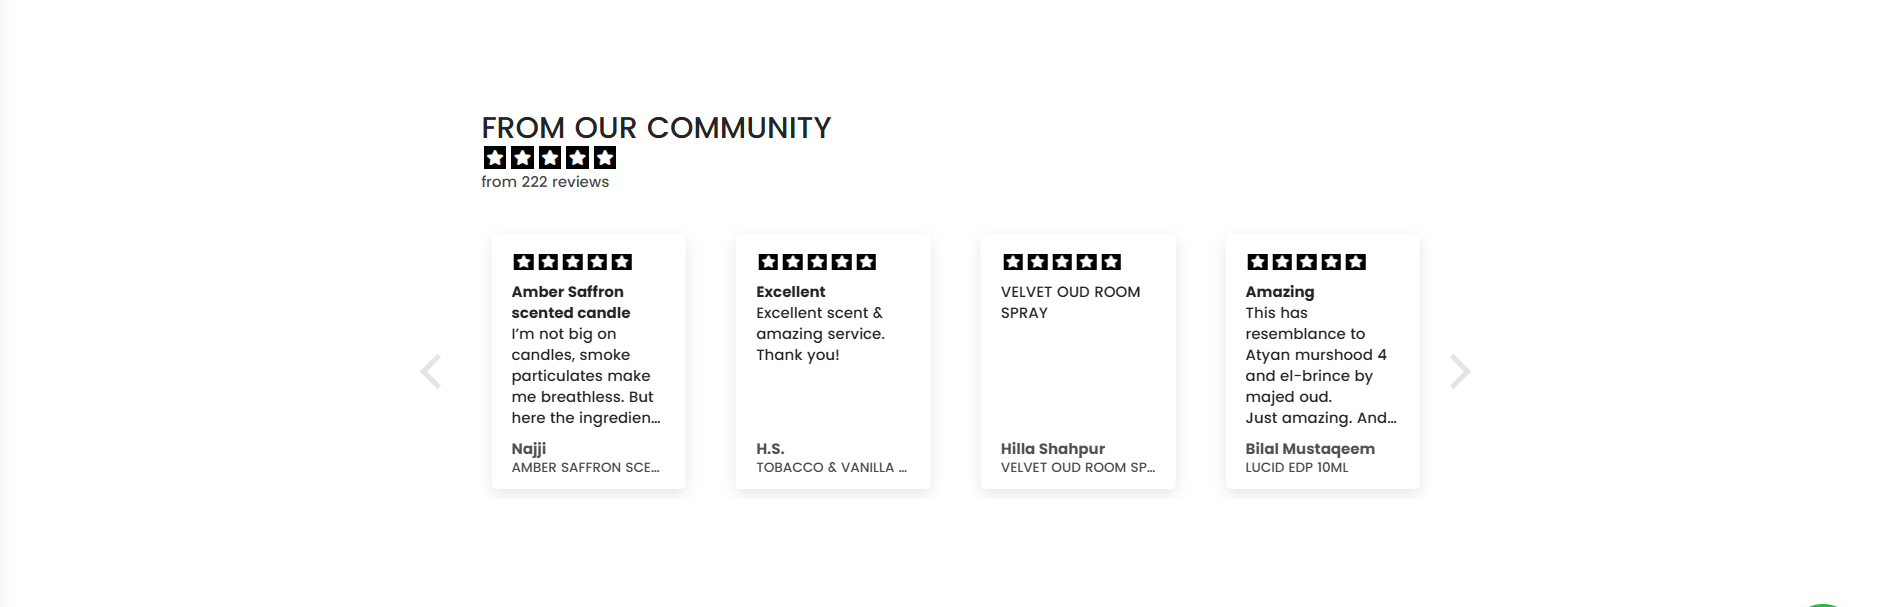 FROM OUR COMMUNITY
from 222 reviews
Amber Saffron
scented candle
I’m not big on
candles, smoke
particulates make
me breathless. But
here the ingredien…
Najji
AMBER SAFFRON SCE…
Excellent
Excellent scent &
amazing service.
Thank you!
H.S.
TOBACCO & VANILLA …
VELVET OUD ROOM
SPRAY
Hilla Shahpur
VELVET OUD ROOM SP…
Amazing
This has
resemblance to
Atyan murshood 4
and el-brince by
majed oud.
Just amazing. And…
Bilal Mustaqeem
LUCID EDP 10ML